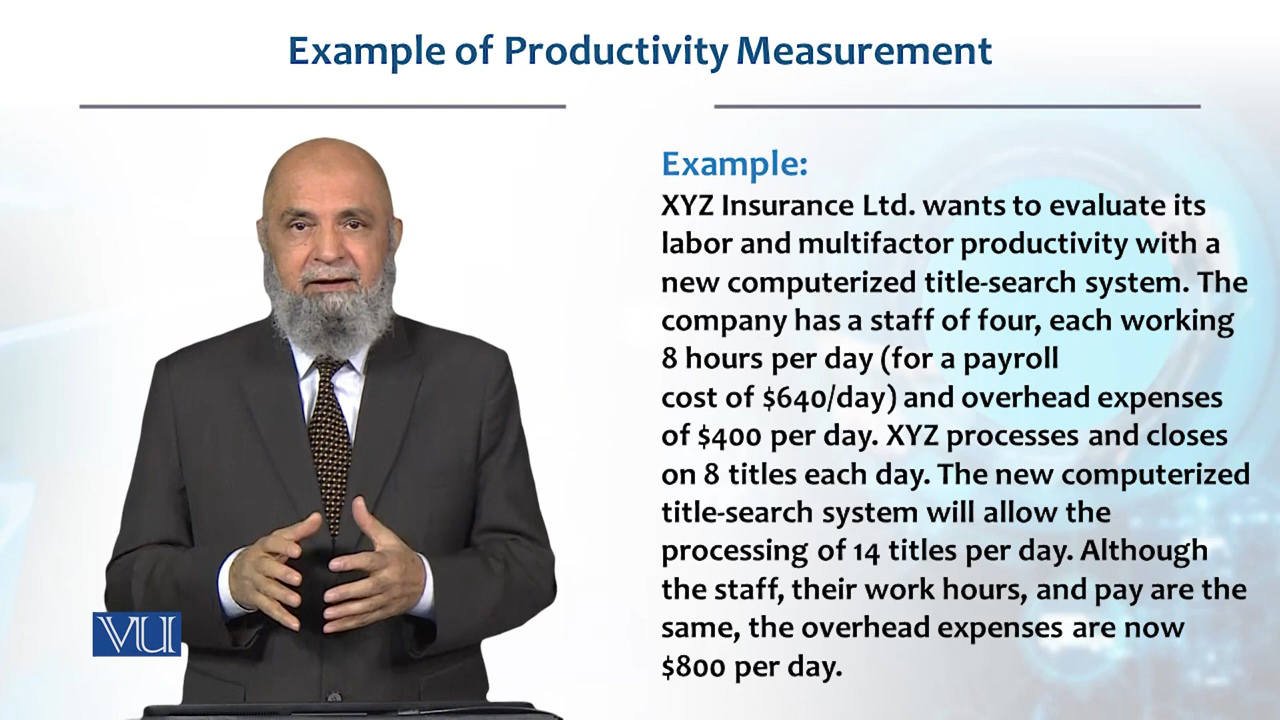 Example of Productivity Measurement
Example:
XYZ Insurance Ltd. wants to evaluate its
labor and multifactor productivity with a
new computerized title-search system. The
company has a staff of four, each working
8 hours per day (for a payroll
cost of $640/day) and overhead expenses
of $400 per day. XYZ processes and closes
on 8 titles each day. The new computerized
title-search system will allow the
processing of 14 titles per day. Although
the staff, their work hours, and pay are the
same, the overhead expenses are now
$800 per day.
VU